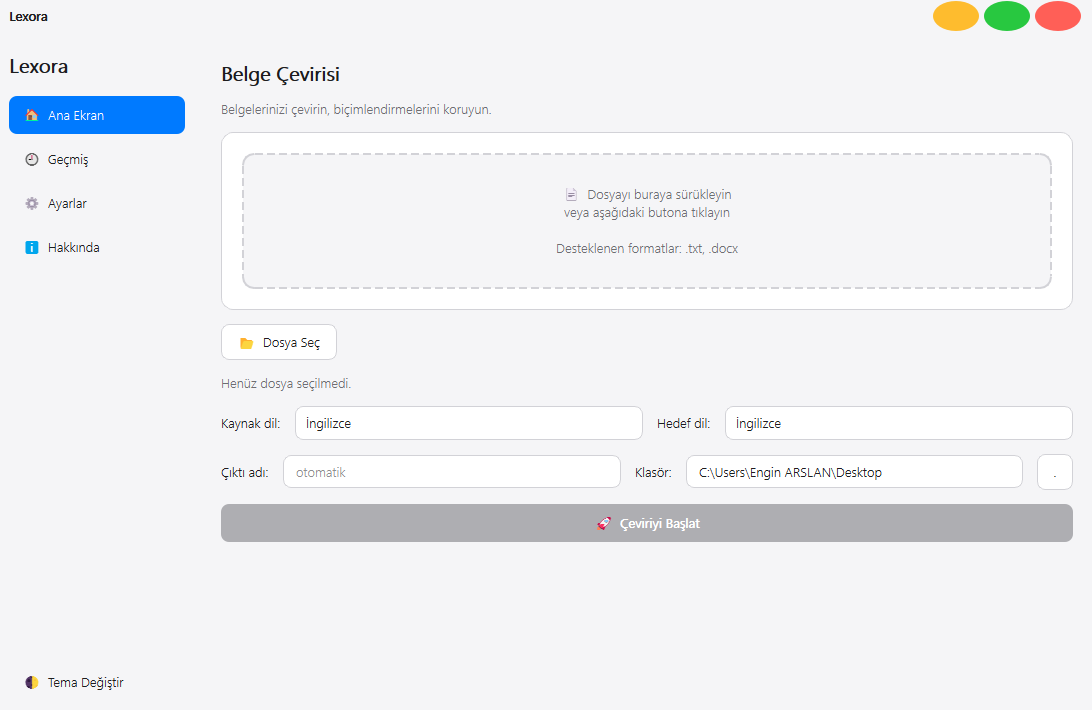 Lexora
Lexora
Ana Ekran
Geçmiş
Ayarlar
Hakkında
Tema Değiştir
Belge Çevirisi
Belgelerinizi çevirin, biçimlendirmelerini koruyun.
Dosyayı buraya sürükleyin
veya aşağıdaki butona tıklayın
Desteklenen formatlar: .txt, .docx
Dosya Seç
Henüz dosya seçilmedi.
Kaynak dil: İngilizce Hedef dil: İngilizce
Çıktı adı: otomatik Klasör: C:\Users\Engin ARSLAN\Desktop .
Çeviriyi Başlat